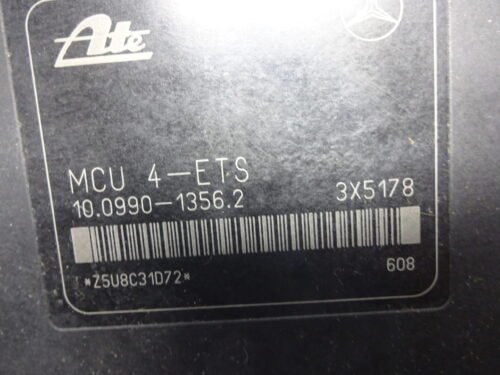 Ate
MCU 4-ETS
10.0990-1356.2 3X5178
*Z5U8C31D72*
608